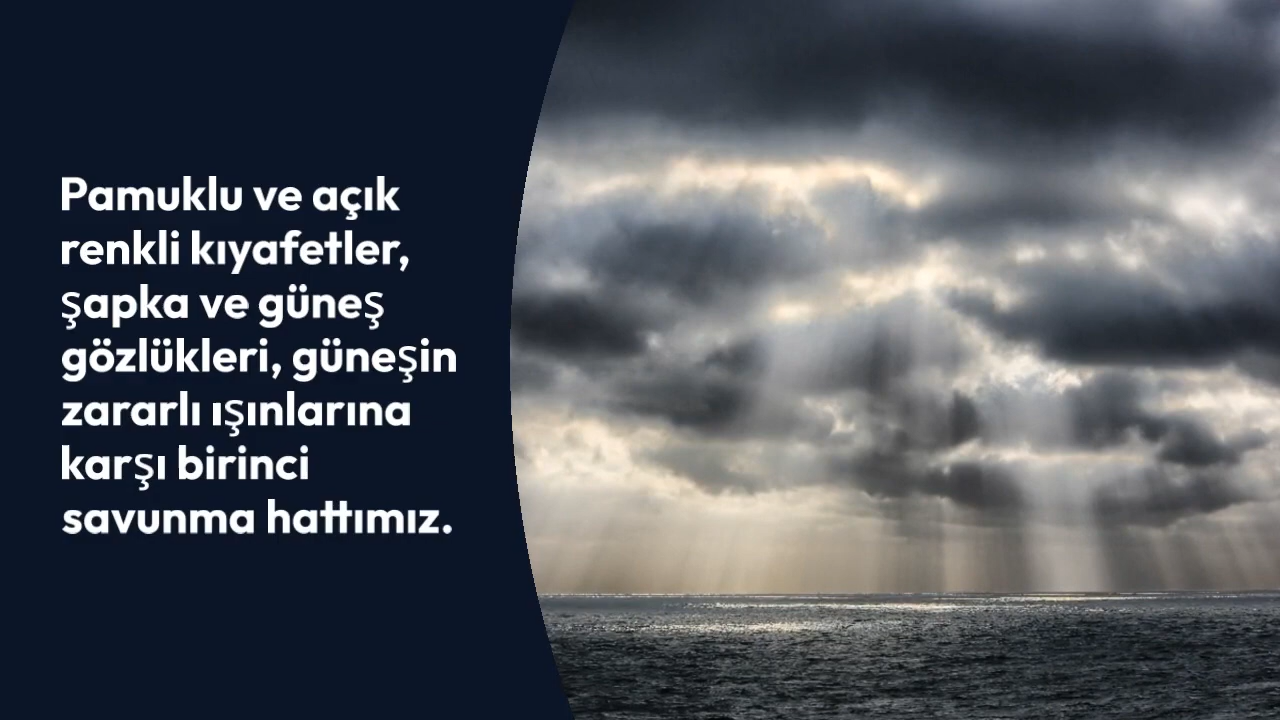 Pamuklu ve açık
renkli kıyafetler,
şapka ve güneş
gözlükleri, güneşin
zararlı ışınlarına
karşı birinci
savunma hattımız.